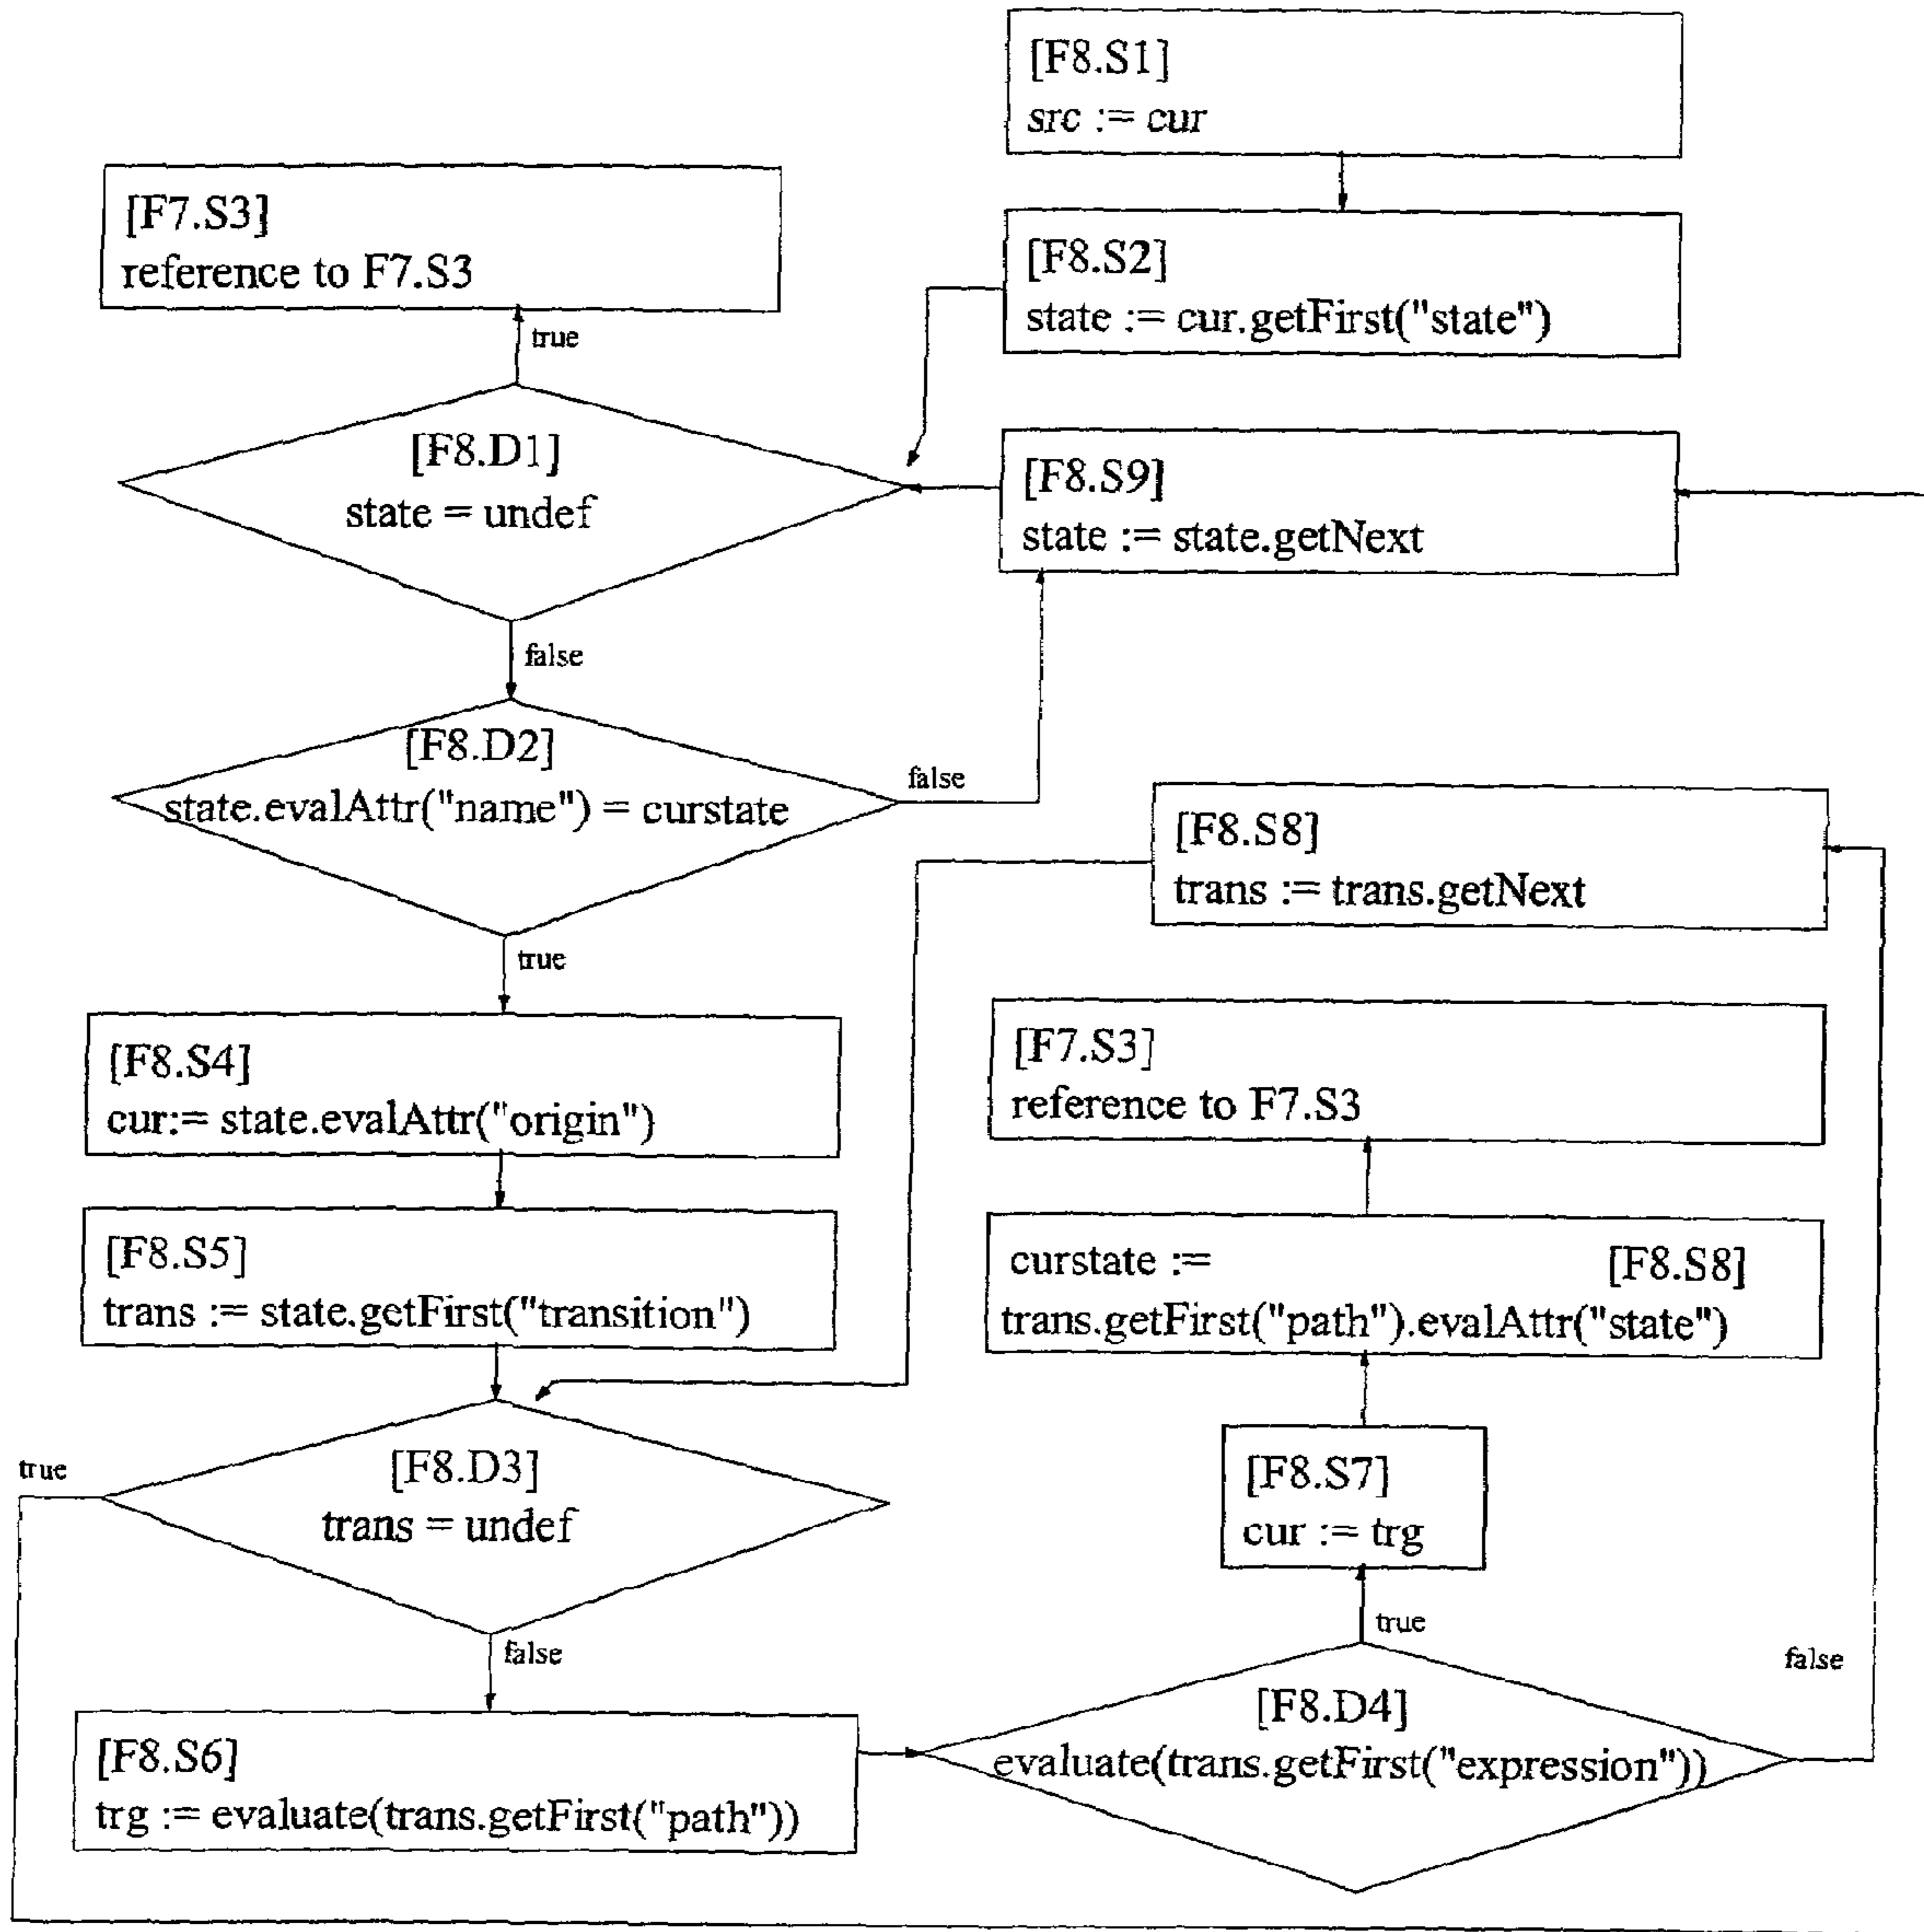 [F8.S1]
src := cur
[F7.S3]
reference to F7.S3
[F8.S2]
state := cur.getFirst("state")
true
[F8.D1]
state = undef
[F8.S9]
state := state.getNext
false
[F8.D2]
state.evalAttr("name") = curstate
false
[F8.S8]
trans := trans.getNext
true
[F8.S4]
cur:= state.evalAttr("origin")
[F7.S3]
reference to F7.S3
[F8.S5]
trans := state.getFirst("transition")
curstate := [F8.S8]
trans.getFirst("path").evalAttr("state")
true
[F8.D3]
trans = undef
[F8.S7]
cur := trg
false
true
false
[F8.S6]
trg := evaluate(trans.getFirst("path"))
[F8.D4]
evaluate(trans.getFirst("expression"))